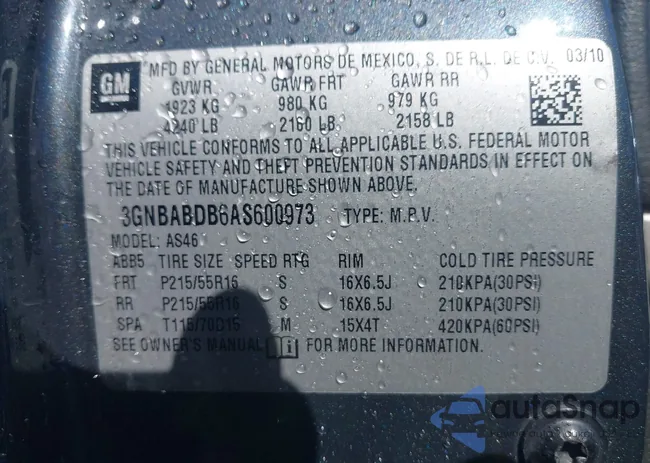 GM
MFD BY GENERAL MOTORS DE MEXICO, S. DE R.L. DE C.V. 03/10
GVWR GAWR FRT GAWR RR
1923 KG 980 KG 979 KG
4240 LB 2160 LB 2158 LB
THIS VEHICLE CONFORMS TO ALL APPLICABLE U.S. FEDERAL MOTOR
VEHICLE SAFETY AND THEFT PREVENTION STANDARDS IN EFFECT ON
THE DATE OF MANUFACTURE SHOWN ABOVE.
3GNBABDB6AS600973 TYPE: M.P.V.
MODEL: AS46
ABB5 TIRE SIZE SPEED RTG RIM COLD TIRE PRESSURE
FRT P215/55R16 S 16X6.5J 210KPA(30PSI)
RR P215/55R16 S 16X6.5J 210KPA(30PSI)
SPA T115/70D15 M 15X4T 420KPA(60PSI)
SEE OWNER'S MANUAL i FOR MORE INFORMATION.
autoSnap